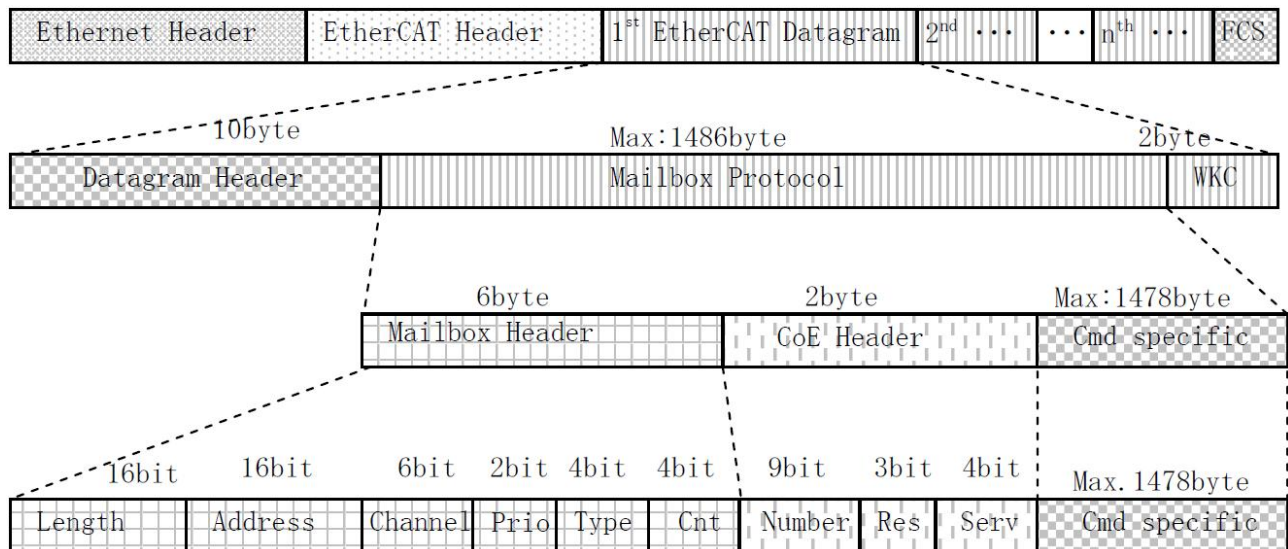 Ethernet Header EtherCAT Header 1st EtherCAT Datagram 2nd ··· ··· nth ··· FCS
10byte Max:1486byte 2byte
Datagram Header Mailbox Protocol WKC
6byte 2byte Max:1478byte
Mailbox Header CoE Header Cmd specific
16bit 16bit 6bit 2bit 4bit 4bit 9bit 3bit 4bit Max. 1478byte
Length Address Channel Prio Type Cnt Number Res Serv Cmd specific